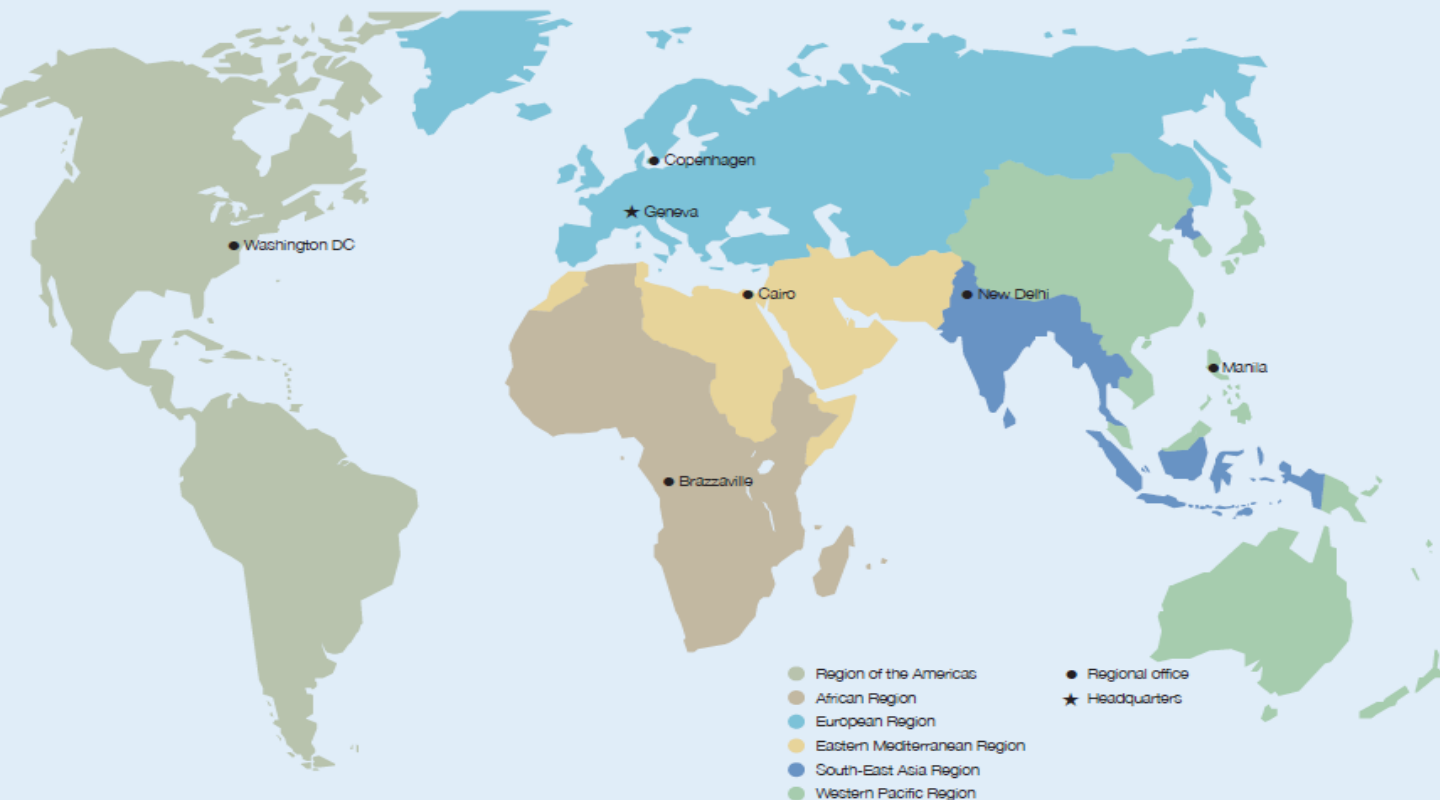 Copenhagen
Geneva
Washington DC
Cairo
New Delhi
Manila
Brazzaville
Region of the Americas
African Region
European Region
Eastern Mediterranean Region
South-East Asia Region
Western Pacific Region
Regional office
Headquarters